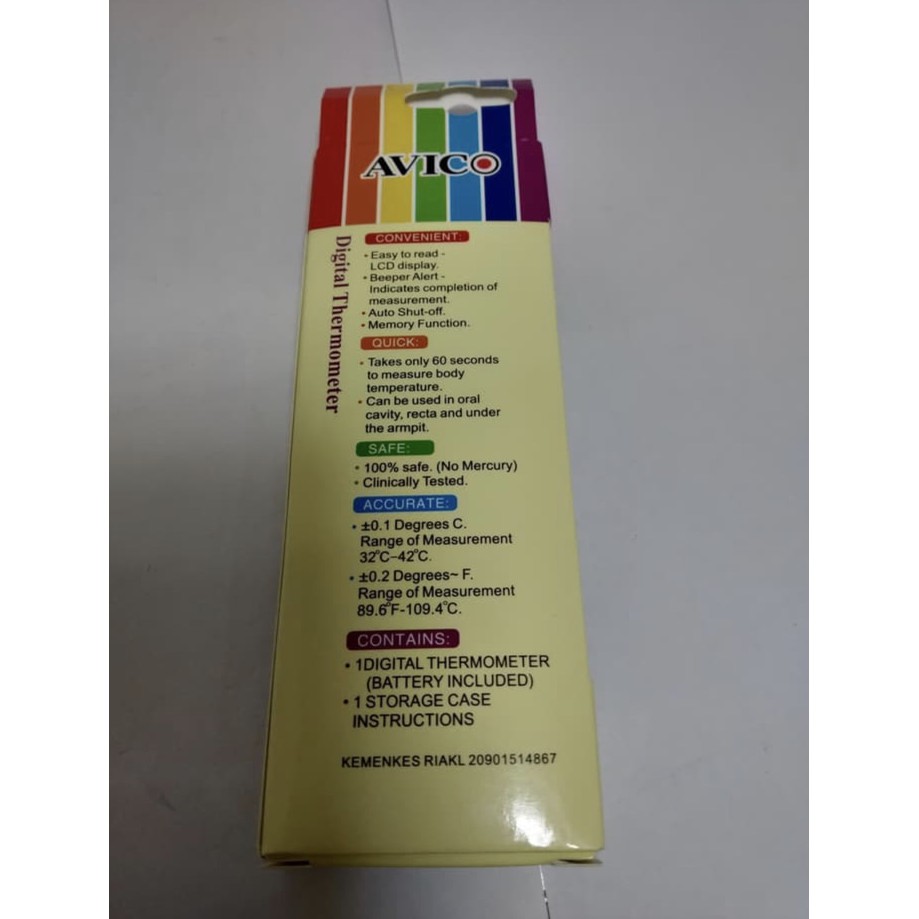 AVICO
Digital Thermometer
CONVENIENT:
• Easy to read -
LCD display.
• Beeper Alert -
Indicates completion of
measurement.
• Auto Shut-off.
• Memory Function.
QUICK:
• Takes only 60 seconds
to measure body
temperature.
• Can be used in oral
cavity, recta and under
the armpit.
SAFE:
• 100% safe. (No Mercury)
• Clinically Tested.
ACCURATE:
• ±0.1 Degrees C.
Range of Measurement
32°C-42°C.
• ±0.2 Degrees~ F.
Range of Measurement
89.6°F-109.4°C.
CONTAINS:
• 1DIGITAL THERMOMETER
(BATTERY INCLUDED)
• 1 STORAGE CASE
INSTRUCTIONS
KEMENKES RIAKL 20901514867